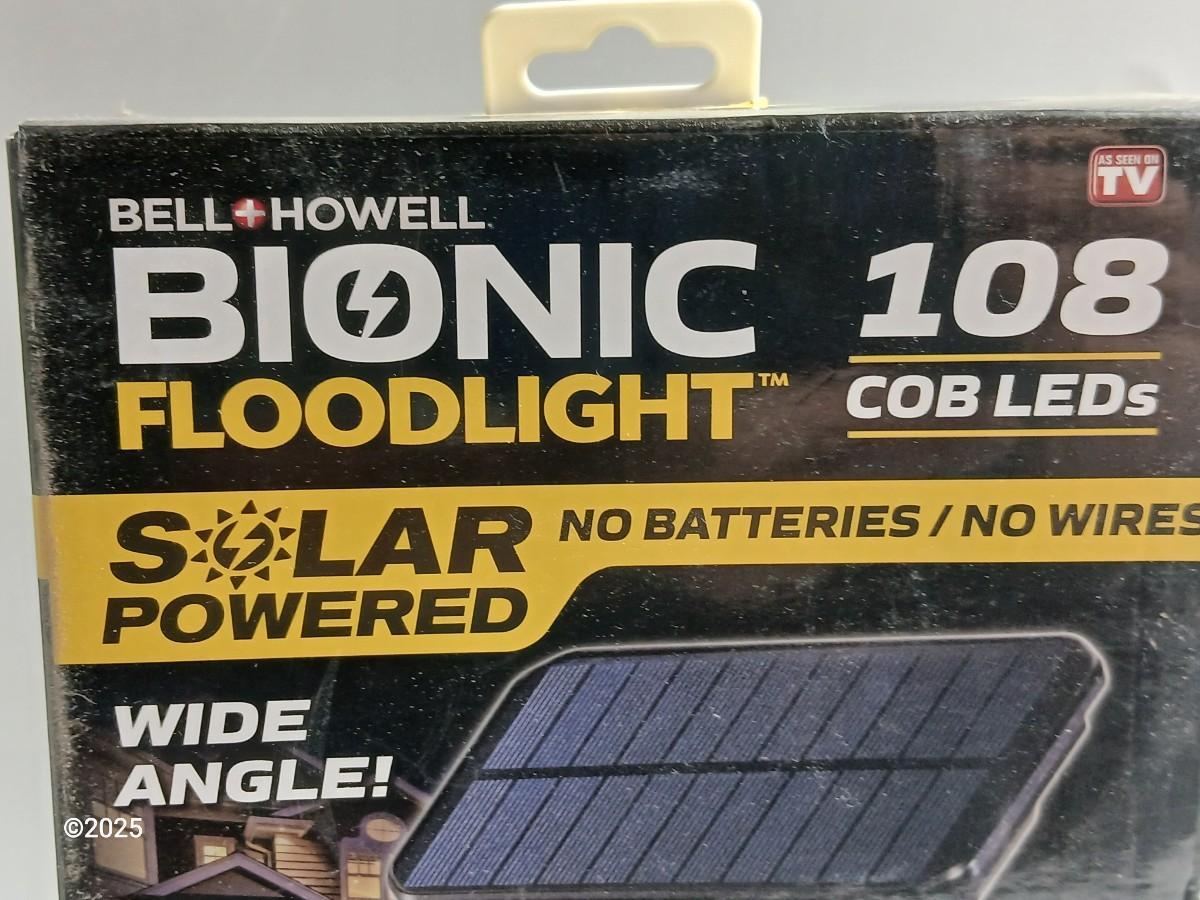 AS SEEN ON
TV
BELL+HOWELL
BIONIC
FLOODLIGHT™
108
COB LEDs
SOLAR
POWERED
NO BATTERIES / NO WIRES
WIDE
ANGLE!
©2025